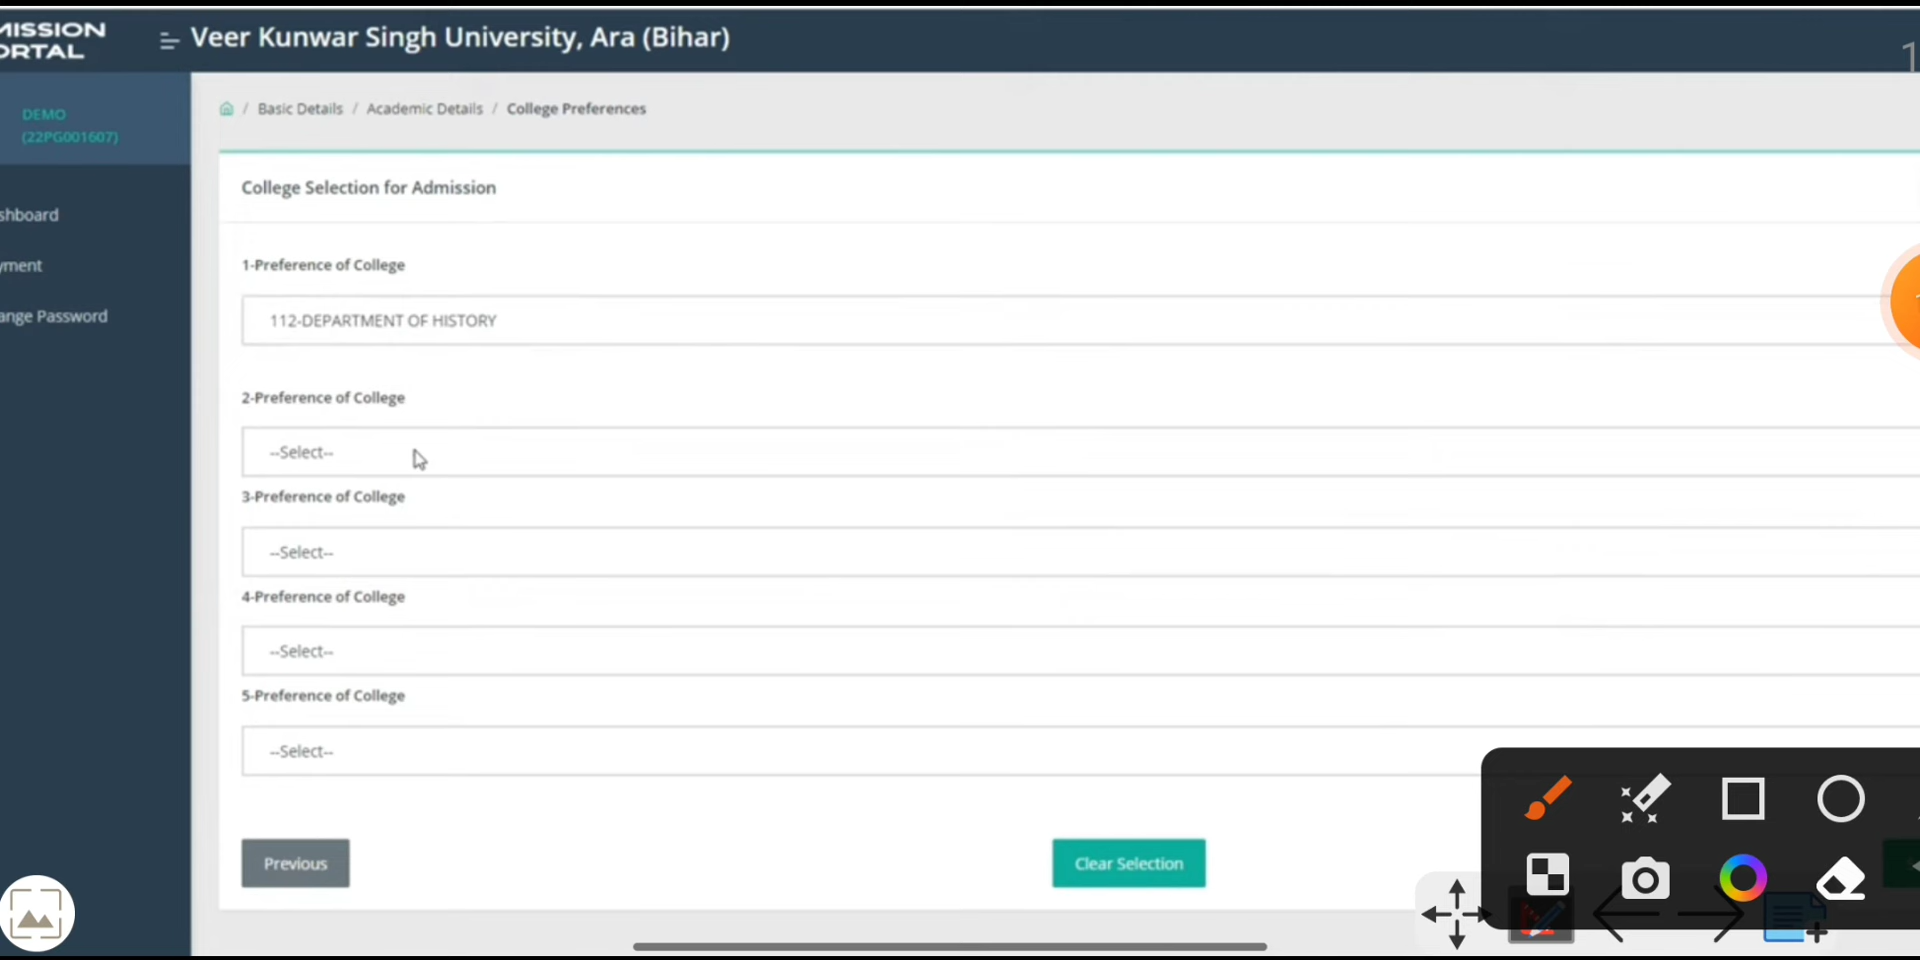 MISSION
ORTAL
Veer Kunwar Singh University, Ara (Bihar)
1
DEMO
(22PG001607)
shboard
yment
ange Password
/ Basic Details / Academic Details / College Preferences
College Selection for Admission
1-Preference of College
112-DEPARTMENT OF HISTORY
2-Preference of College
--Select--
3-Preference of College
--Select--
4-Preference of College
--Select--
5-Preference of College
--Select--
Previous
Clear Selection